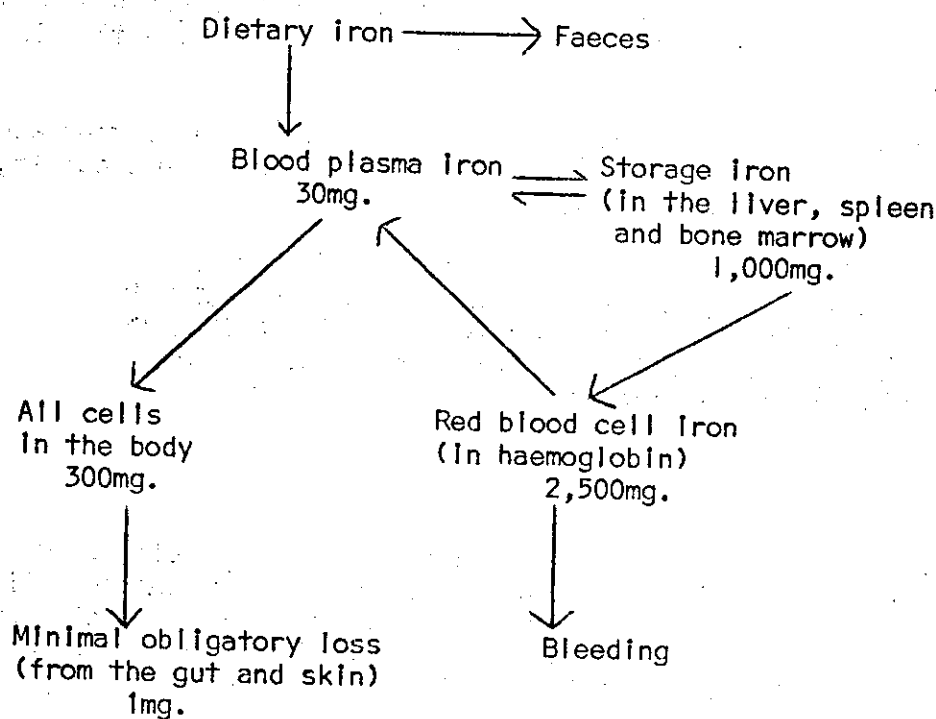 Dietary iron Faeces
Blood plasma iron
30mg.
Storage iron
(in the liver, spleen
and bone marrow)
1,000mg.
All cells
in the body
300mg.
Red blood cell iron
(in haemoglobin)
2,500mg.
Minimal obligatory loss
(from the gut and skin)
1mg.
Bleeding